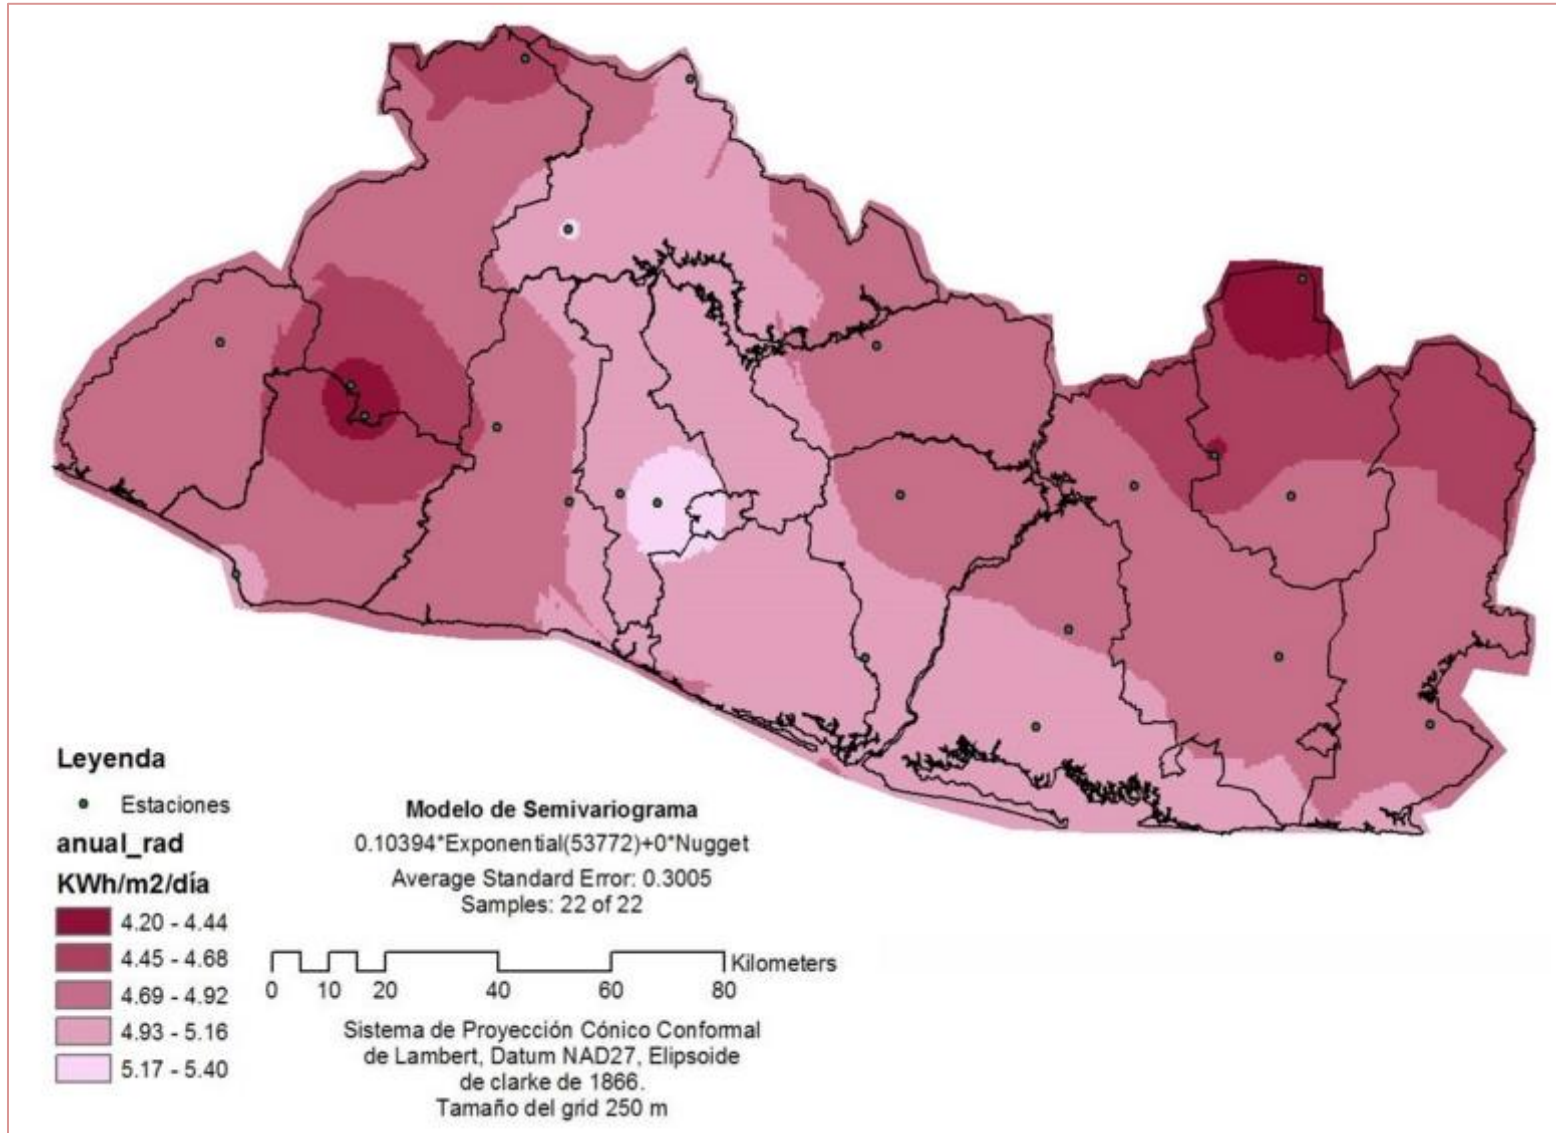 Leyenda
Estaciones
anual_rad
KWh/m2/día
4.20 - 4.44
4.45 - 4.68
4.69 - 4.92
4.93 - 5.16
5.17 - 5.40
Modelo de Semivariograma
0.10394*Exponential(53772)+0*Nugget
Average Standard Error: 0.3005
Samples: 22 of 22
Kilometers
0 10 20 40 60 80
Sistema de Proyección Cónico Conformal
de Lambert, Datum NAD27, Elipsoide
de clarke de 1866.
Tamaño del grid 250 m